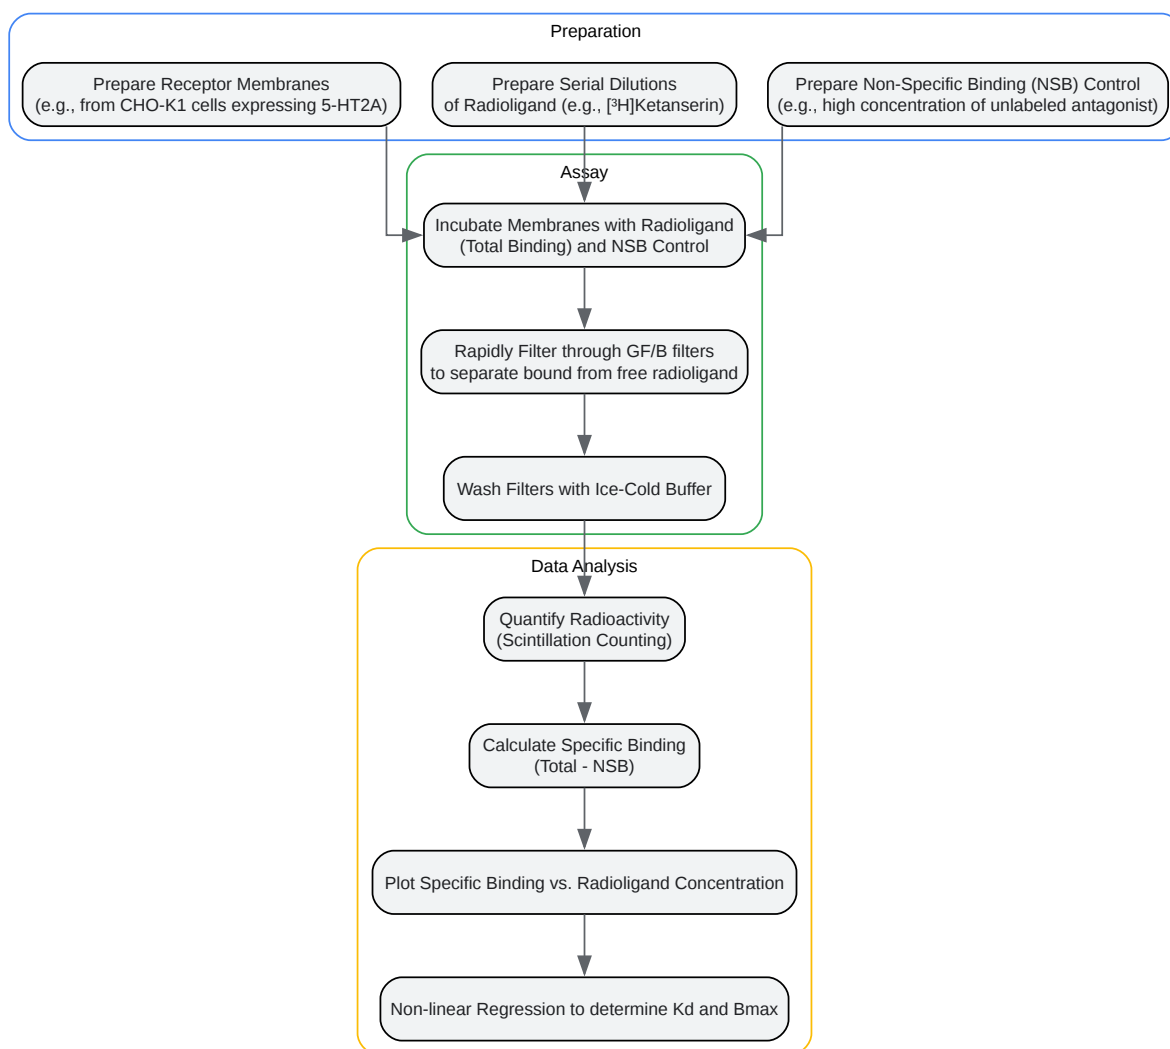 Preparation
Prepare Receptor Membranes
(e.g., from CHO-K1 cells expressing 5-HT2A)
Prepare Serial Dilutions
of Radioligand (e.g., [³H]Ketanserin)
Prepare Non-Specific Binding (NSB) Control
(e.g., high concentration of unlabeled antagonist)
Assay
Incubate Membranes with Radioligand
(Total Binding) and NSB Control
Rapidly Filter through GF/B filters
to separate bound from free radioligand
Wash Filters with Ice-Cold Buffer
Data Analysis
Quantify Radioactivity
(Scintillation Counting)
Calculate Specific Binding
(Total - NSB)
Plot Specific Binding vs. Radioligand Concentration
Non-linear Regression to determine Kd and Bmax